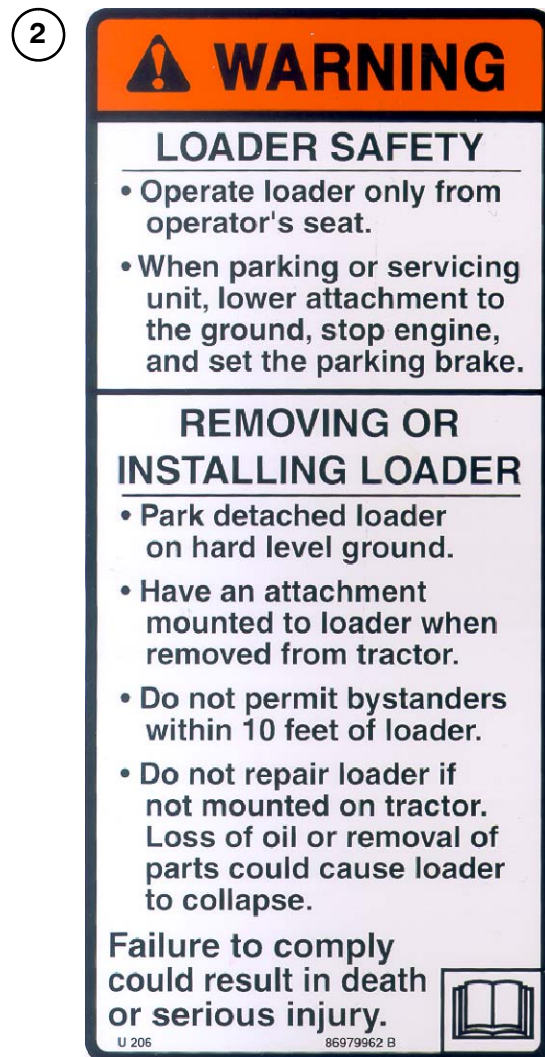 2
WARNING
LOADER SAFETY
• Operate loader only from
operator's seat.
• When parking or servicing
unit, lower attachment to
the ground, stop engine,
and set the parking brake.
REMOVING OR
INSTALLING LOADER
• Park detached loader
on hard level ground.
• Have an attachment
mounted to loader when
removed from tractor.
• Do not permit bystanders
within 10 feet of loader.
• Do not repair loader if
not mounted on tractor.
Loss of oil or removal of
parts could cause loader
to collapse.
Failure to comply
could result in death
or serious injury.
U 206 86979962 B